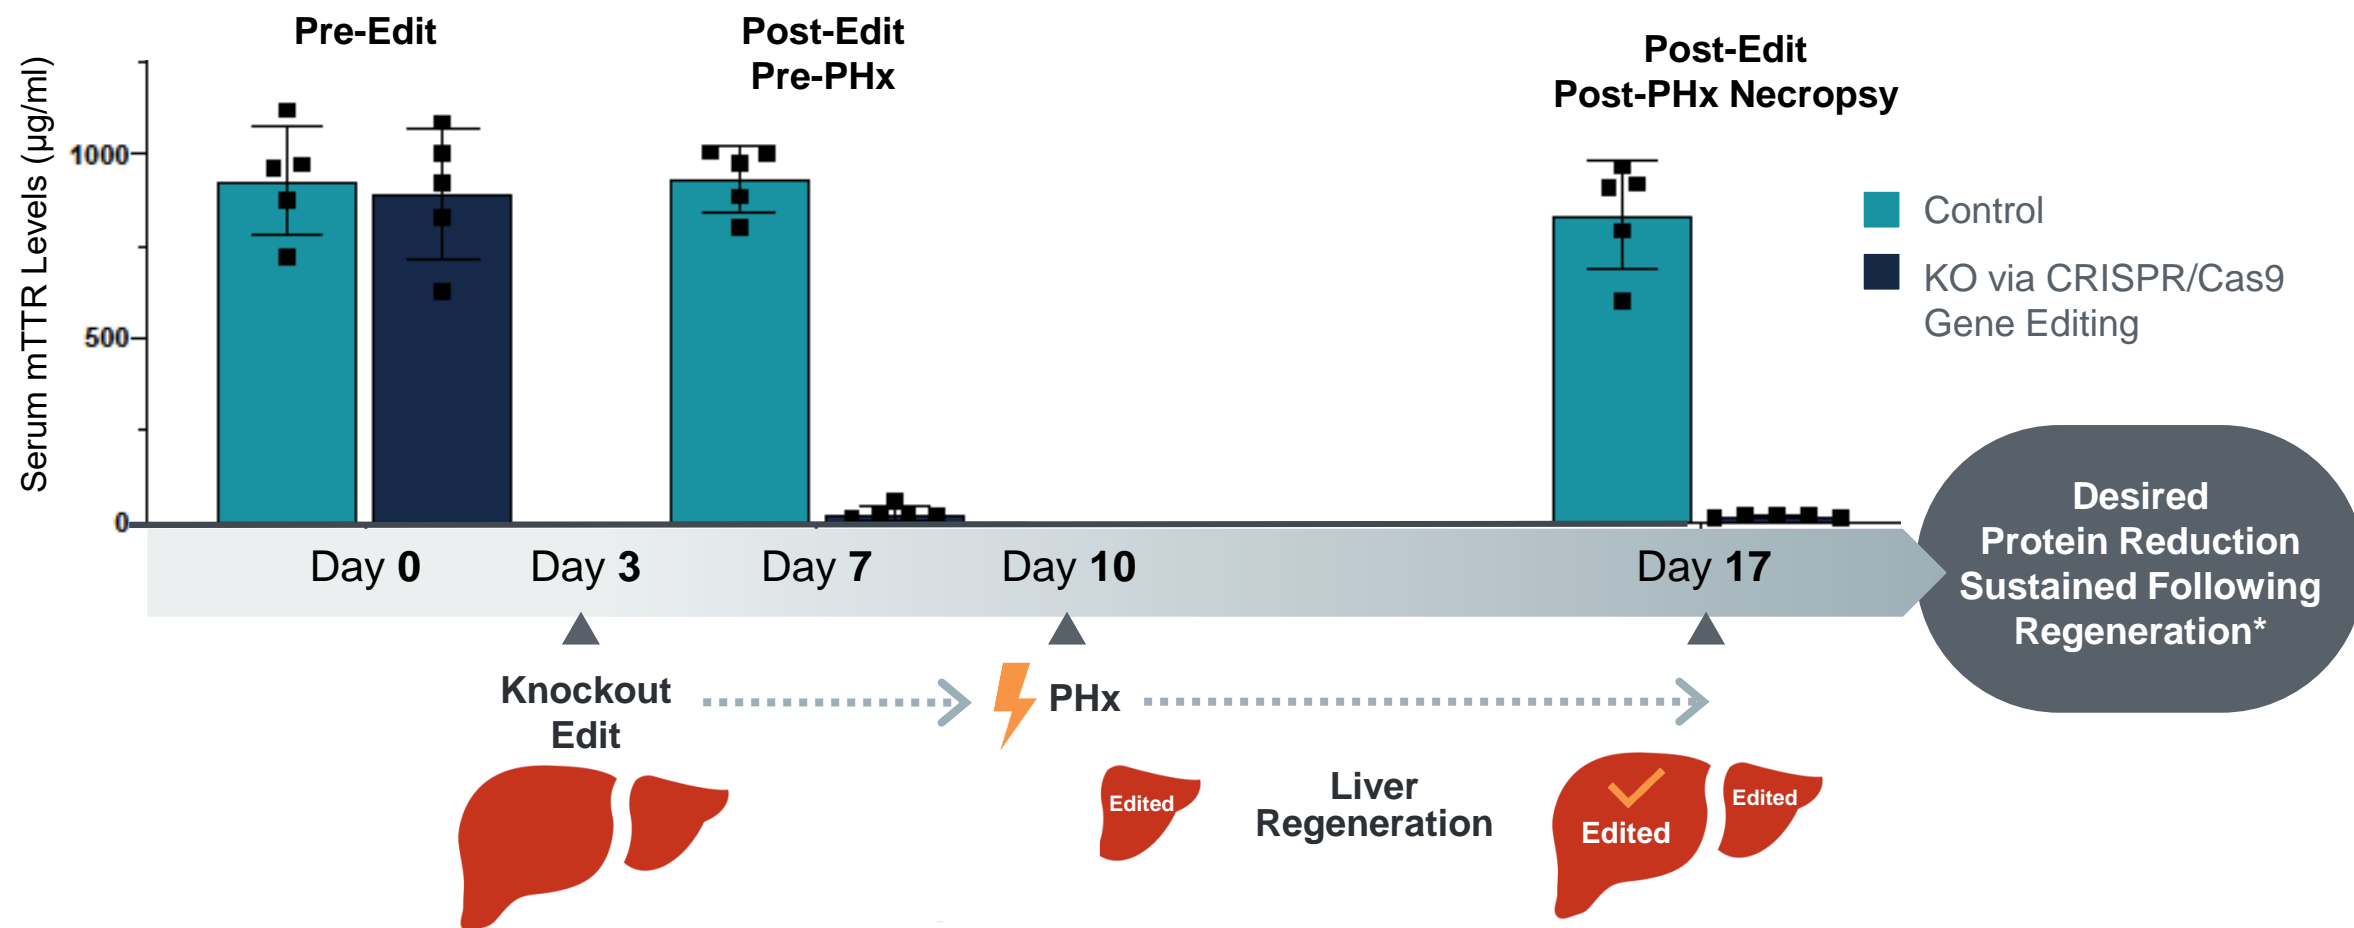 Pre-Edit
Post-Edit
Pre-PHx
Post-Edit
Post-PHx Necropsy
Serum mTTR Levels (µg/ml)
1000
500
0
Control
KO via CRISPR/Cas9
Gene Editing
Day 0
Day 3
Day 7
Day 10
Day 17
Desired
Protein Reduction
Sustained Following
Regeneration*
Knockout
Edit
PHx
Edited
Liver
Regeneration
Edited
Edited